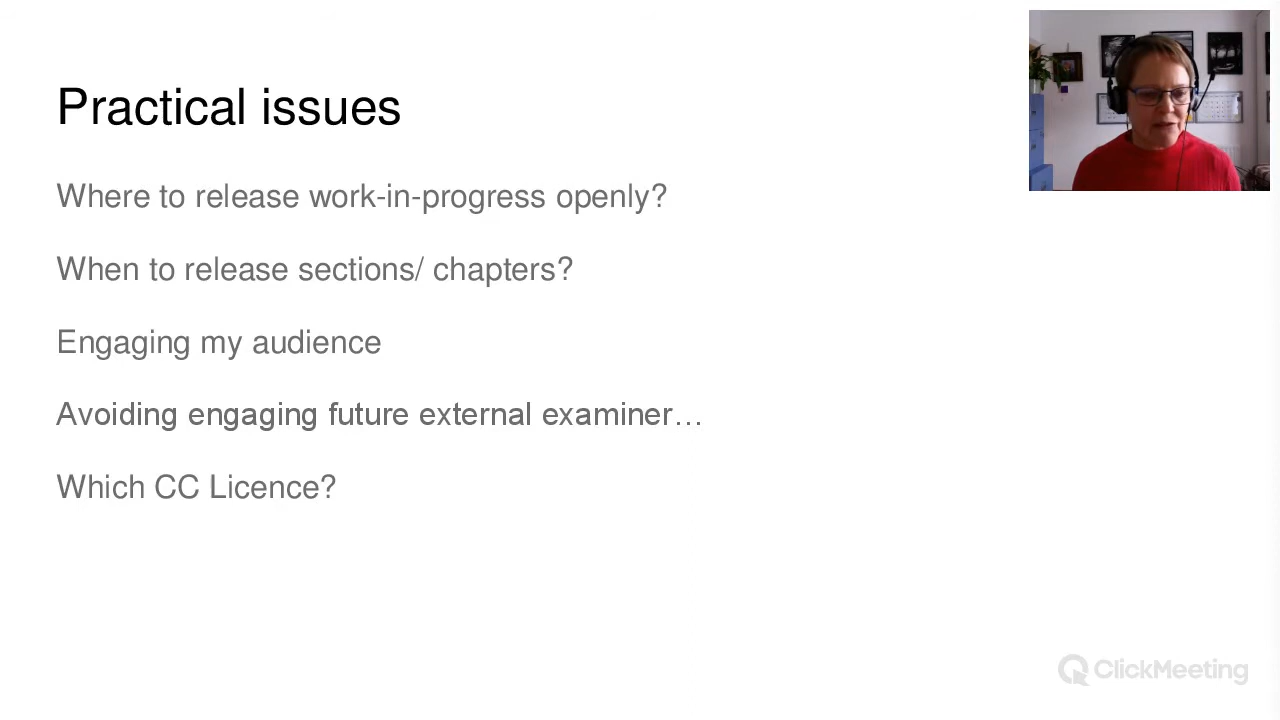 Practical issues
Where to release work-in-progress openly?
When to release sections/ chapters?
Engaging my audience
Avoiding engaging future external examiner…
Which CC Licence?
ClickMeeting